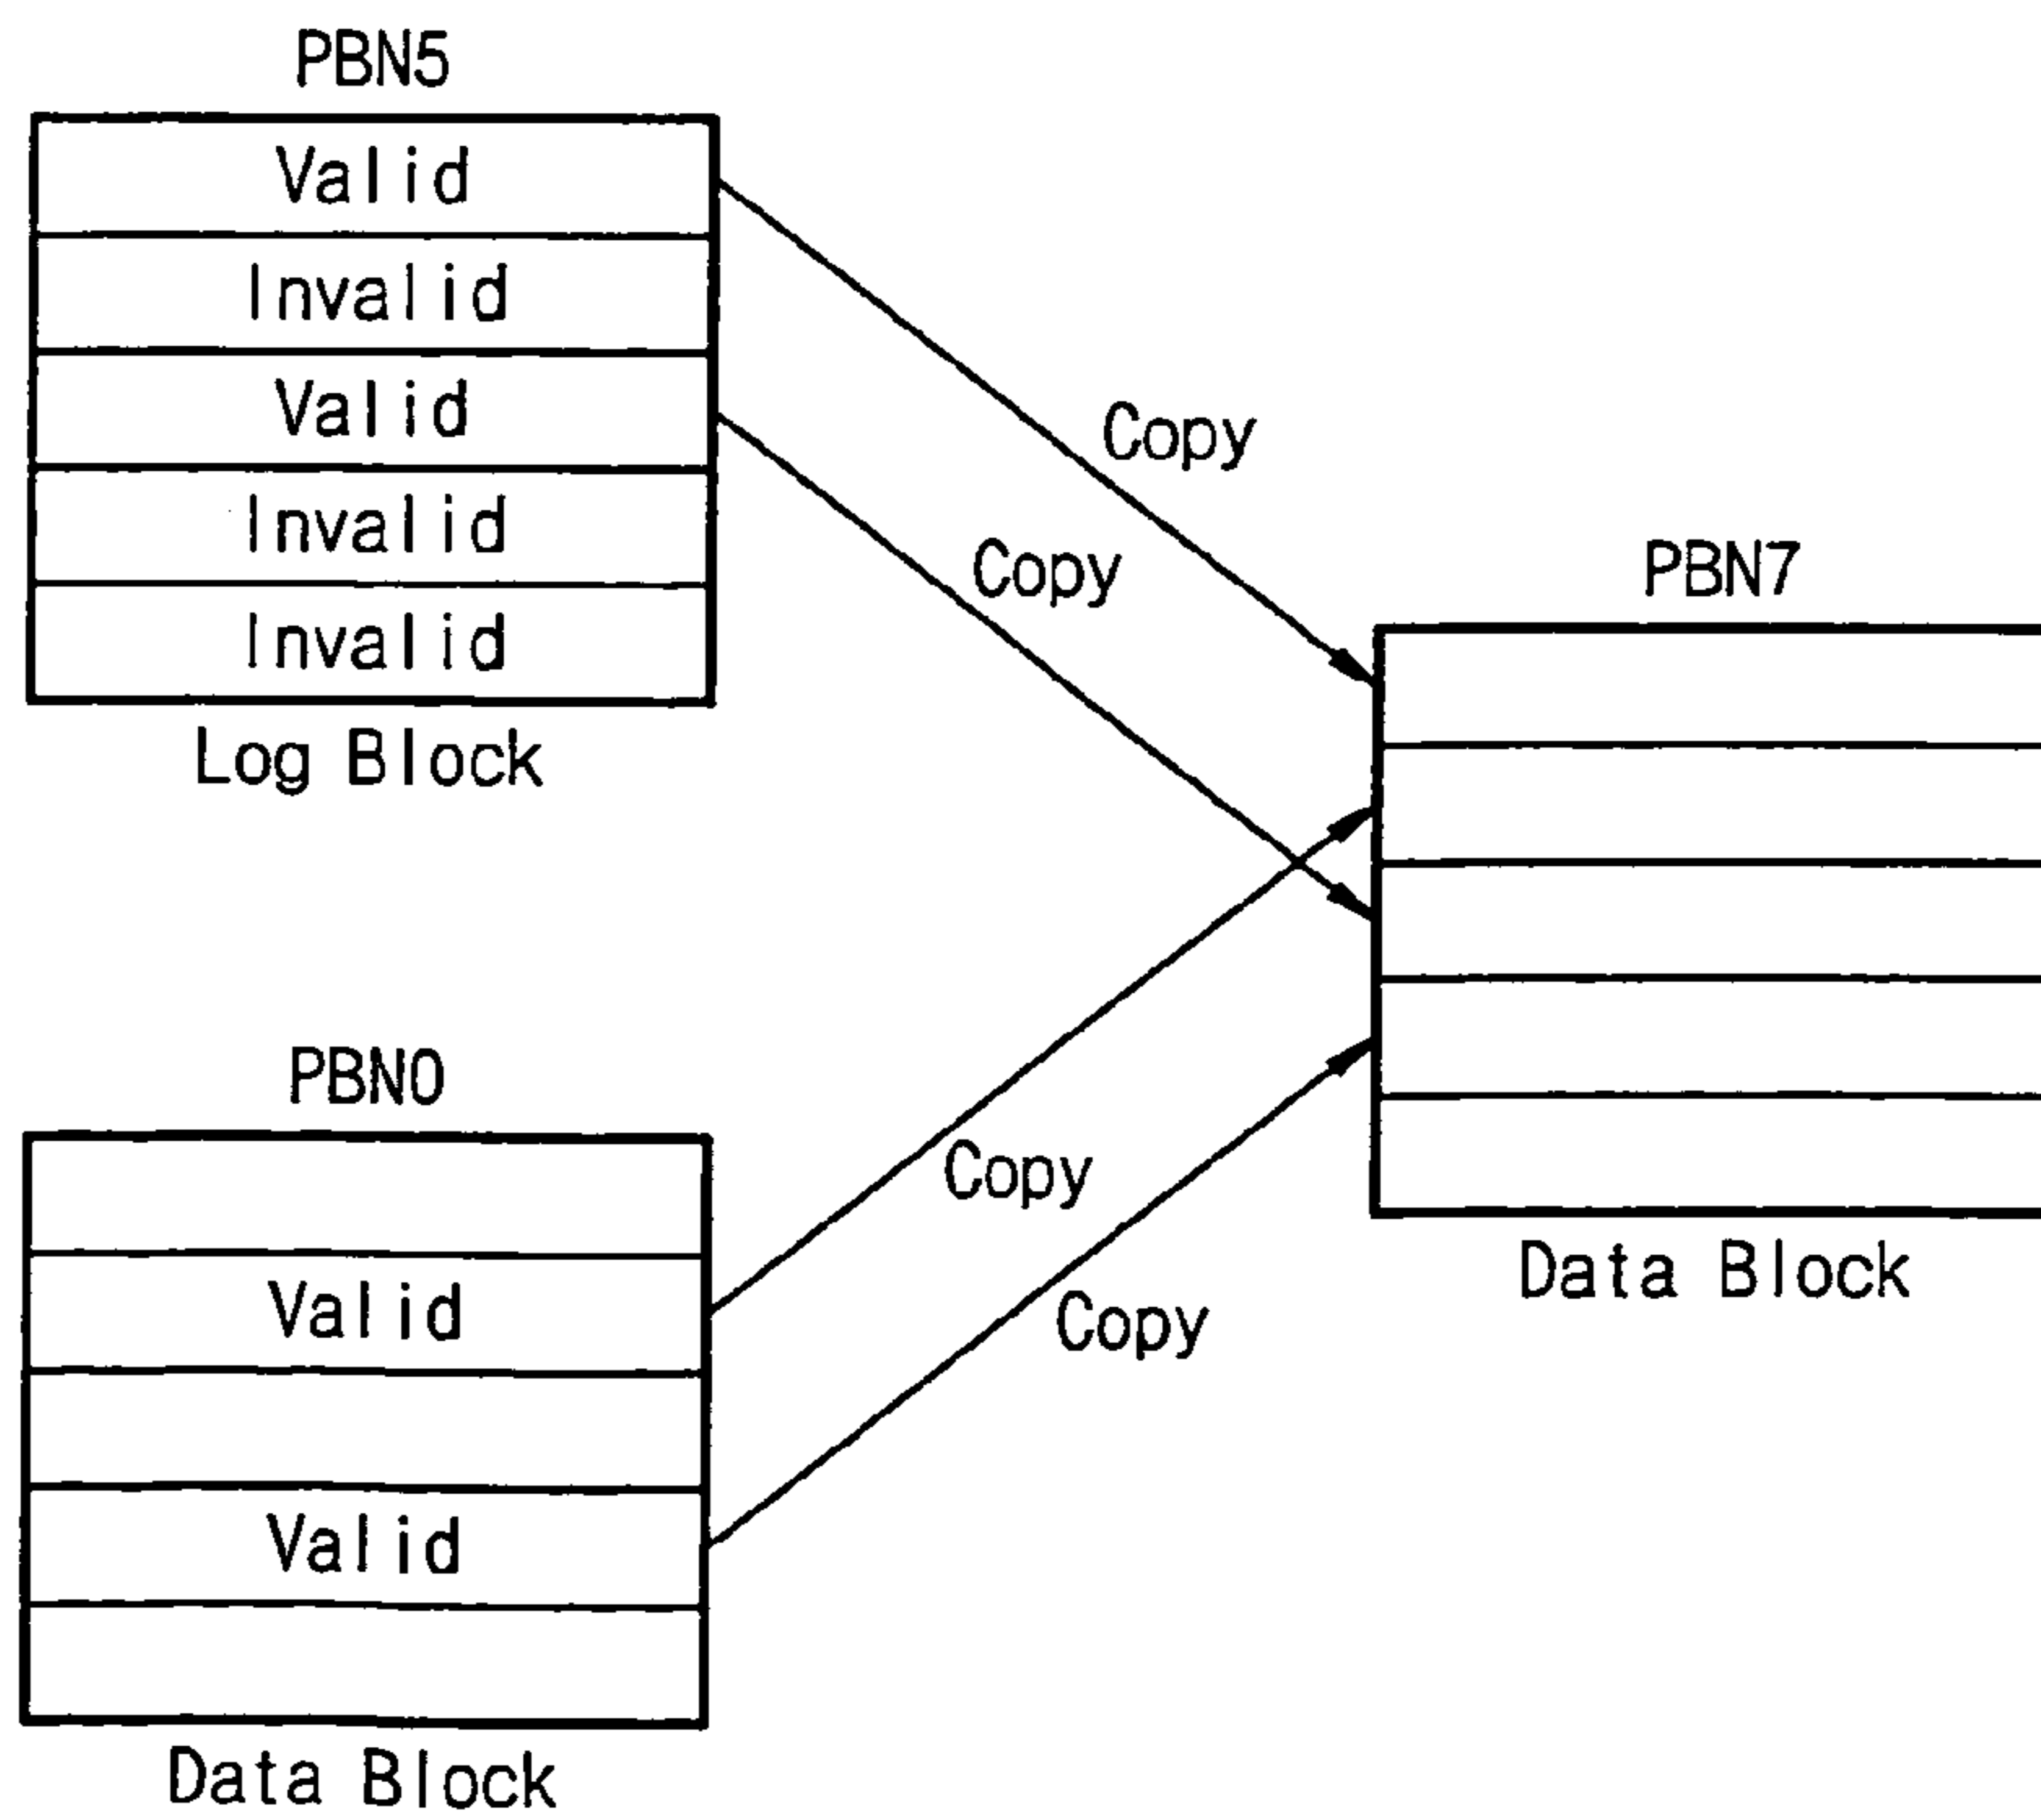 PBN5
Valid
Invalid
Valid
Invalid
Invalid
Log Block
Copy
Copy
PBN7
Data Block
PBN0
Valid
Valid
Data Block
Copy
Copy